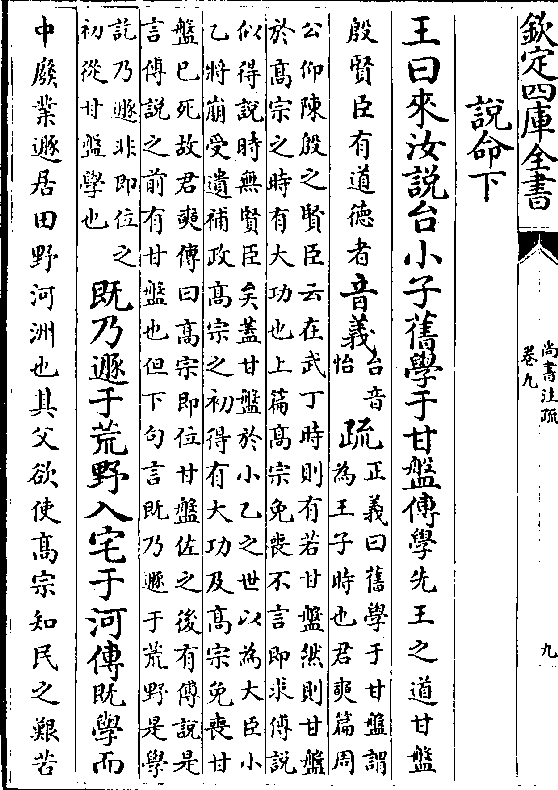 欽定四庫全書
尚書注疏
卷九
九
說命下
王曰來汝說台小子舊學于甘盤傳學先王之道甘盤
殷賢臣有道德者音義台音
怡疏正義曰舊學于甘盤謂
為王子時也君奭篇周
公仰陳殷之賢臣云在武丁時則有若甘盤然則甘盤
於髙宗之時有大功也上篇髙宗免喪不言即求傅說
似得說時無賢臣矣蓋甘盤於小乙之世以為大臣小
乙將崩受遺補政髙宗之初得有大功及髙宗免喪甘
盤已死故君奭傳曰髙宗即位甘盤佐之後有傅說是
言傅說之前有甘盤也但下句言既乃遯于荒野是學
訖乃遯非即位之
初從甘盤學也
既乃遯于荒野入宅于河傳既學而
中廢業遯居田野河洲也其父欲使髙宗知民之艱苦